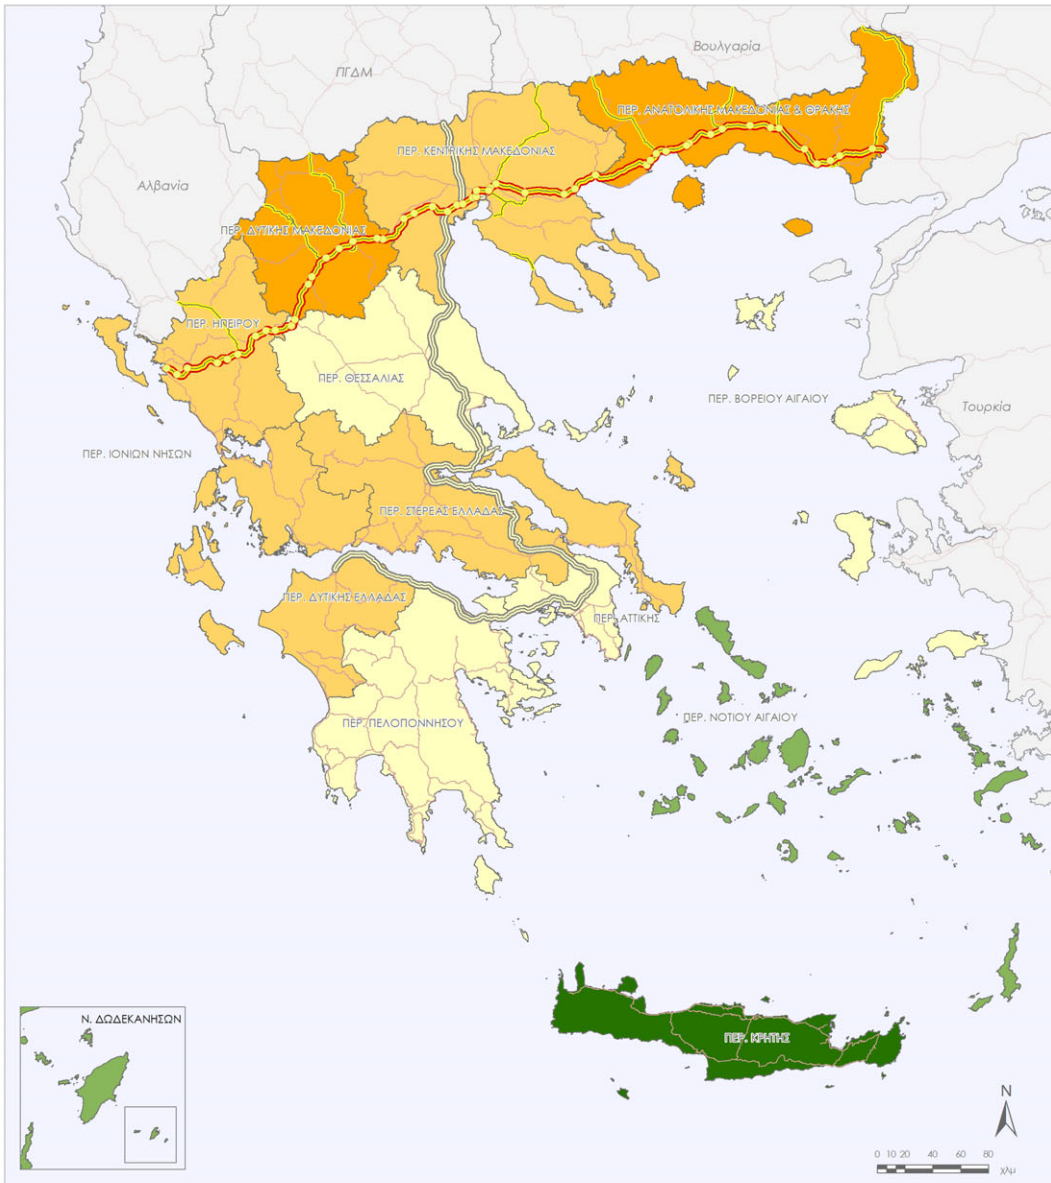 Βουλγαρία
ΠΓΔΜ
ΠΕΡ. ΑΝΑΤΟΛΙΚΗΣ ΜΑΚΕΔΟΝΙΑΣ & ΘΡΑΚΗΣ
ΠΕΡ. ΚΕΝΤΡΙΚΗΣ ΜΑΚΕΔΟΝΙΑΣ
Αλβανία
ΠΕΡ. ΔΥΤΙΚΗΣ ΜΑΚΕΔΟΝΙΑΣ
ΠΕΡ. ΗΠΕΙΡΟΥ
ΠΕΡ. ΘΕΣΣΑΛΙΑΣ
ΠΕΡ. ΒΟΡΕΙΟΥ ΑΙΓΑΙΟΥ
Τουρκία
ΠΕΡ. ΙΟΝΙΩΝ ΝΗΣΩΝ
ΠΕΡ. ΣΤΕΡΕΑΣ ΕΛΛΑΔΑΣ
ΠΕΡ. ΔΥΤΙΚΗΣ ΕΛΛΑΔΑΣ
ΠΕΡ. ΑΤΤΙΚΗΣ
ΠΕΡ. ΝΟΤΙΟΥ ΑΙΓΑΙΟΥ
ΠΕΡ. ΠΕΛΟΠΟΝΝΗΣΟΥ
Ν. ΔΩΔΕΚΑΝΗΣΩΝ
ΠΕΡ. ΚΡΗΤΗΣ
N
0 10 20 40 60 80
χλμ